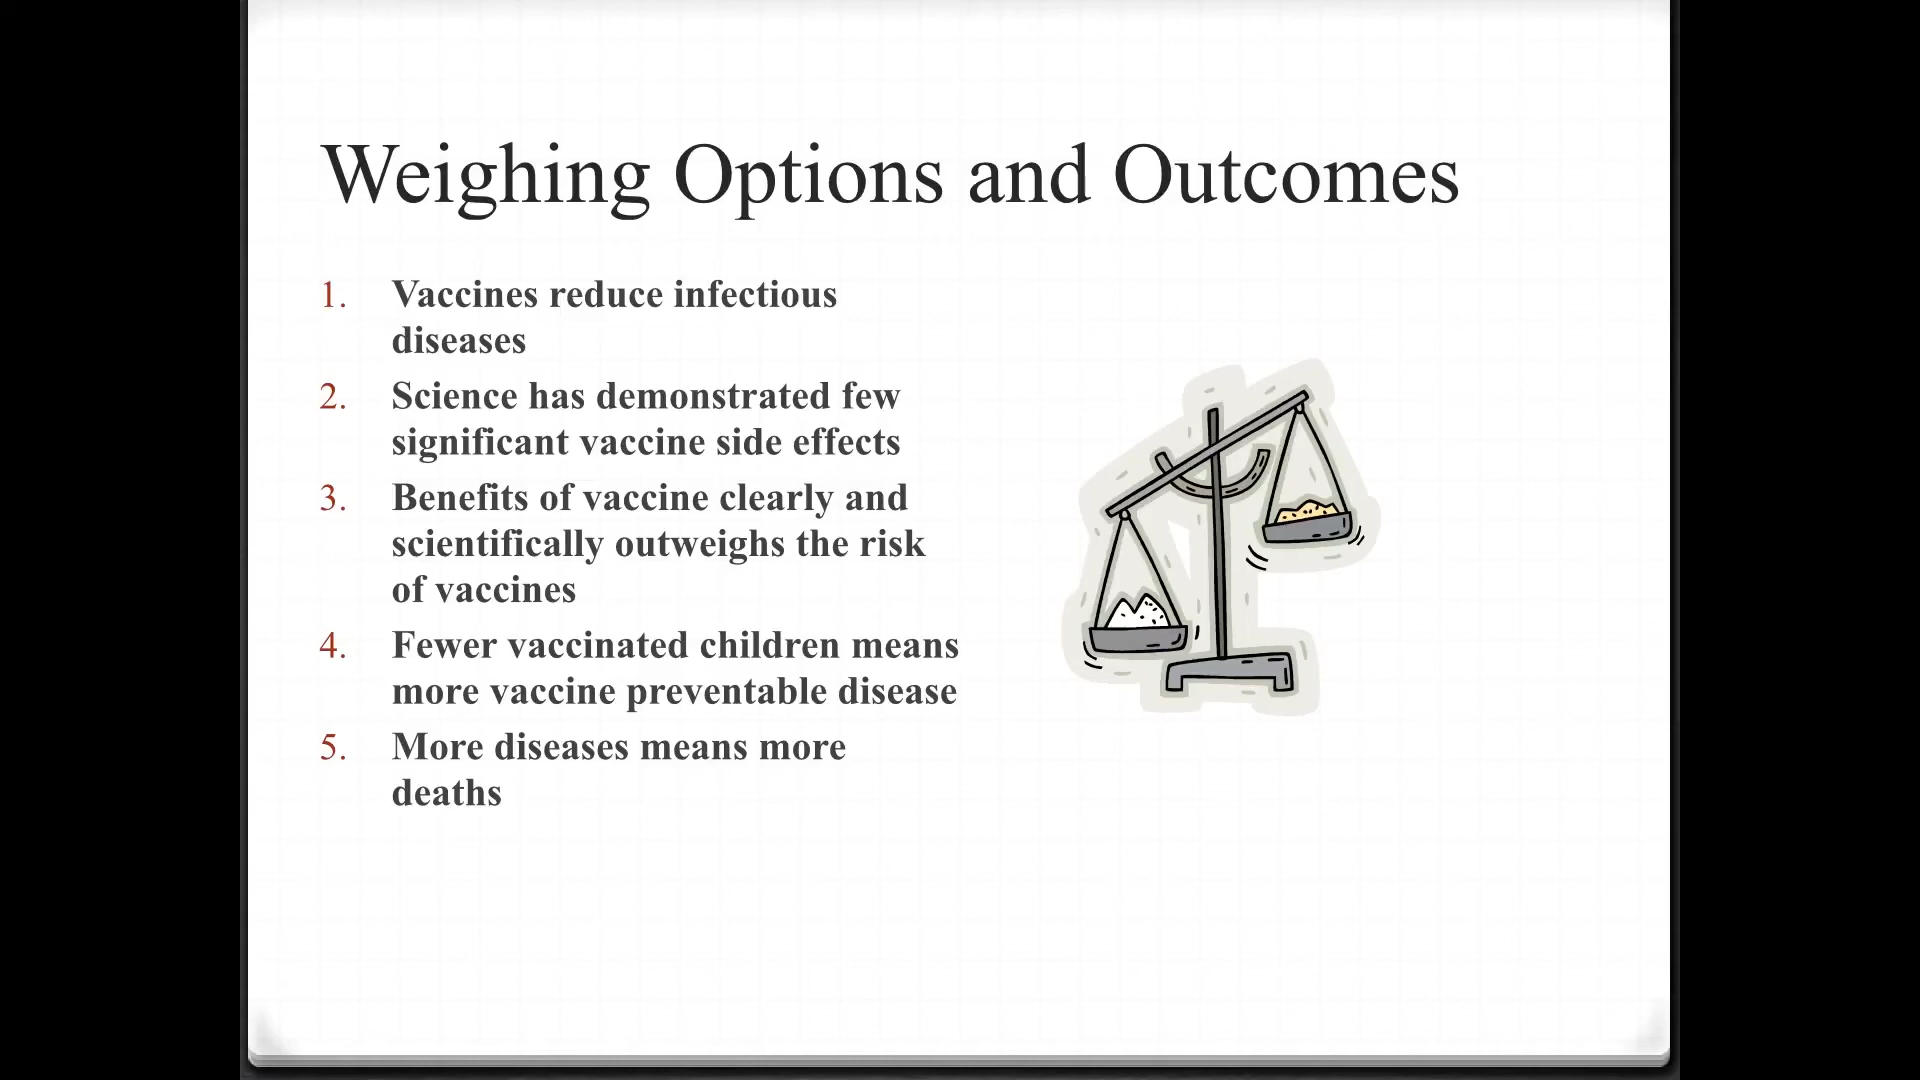 Weighing Options and Outcomes
1. Vaccines reduce infectious
diseases
2. Science has demonstrated few
significant vaccine side effects
3. Benefits of vaccine clearly and
scientifically outweighs the risk
of vaccines
4. Fewer vaccinated children means
more vaccine preventable disease
5. More diseases means more
deaths